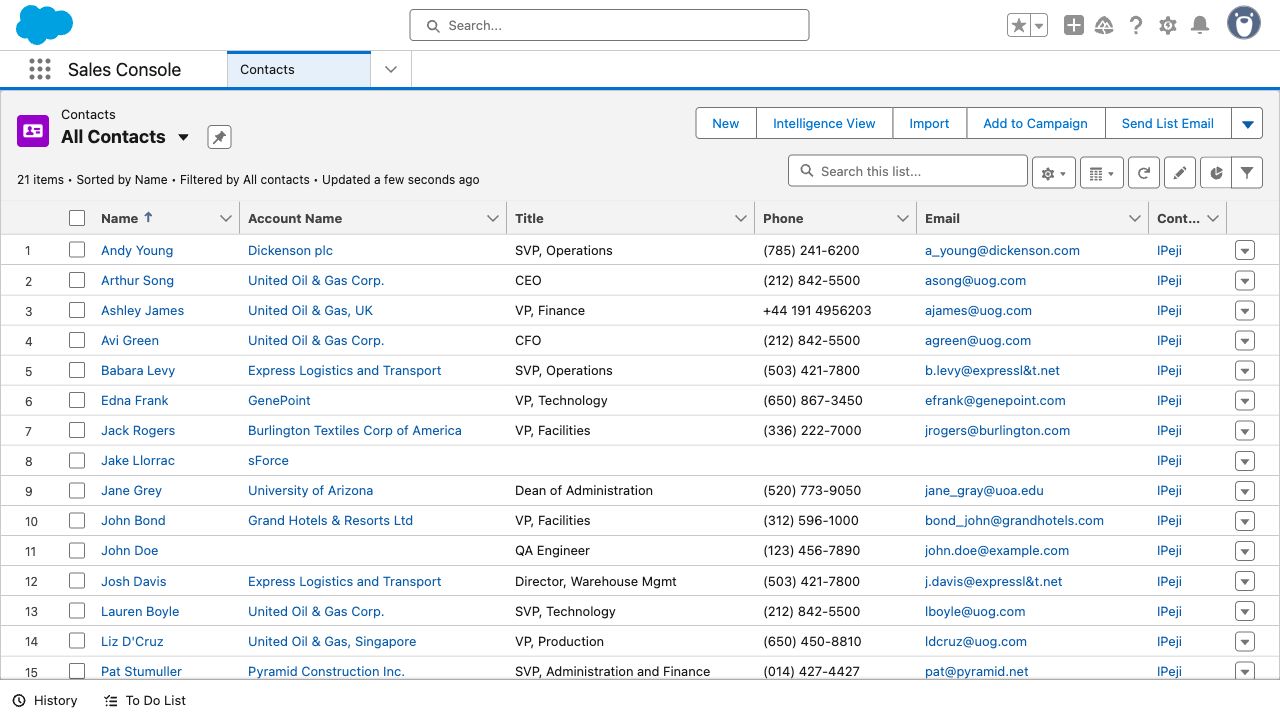 Search...
Sales Console
Contacts
Contacts
All Contacts
New Intelligence View Import Add to Campaign Send List Email
21 items • Sorted by Name • Filtered by All contacts • Updated a few seconds ago
Search this list...
Name Account Name Title Phone Email Cont...
1 Andy Young Dickenson plc SVP, Operations (785) 241-6200 a_young@dickenson.com IPeji
2 Arthur Song United Oil & Gas Corp. CEO (212) 842-5500 asong@uog.com IPeji
3 Ashley James United Oil & Gas, UK VP, Finance +44 191 4956203 ajames@uog.com IPeji
4 Avi Green United Oil & Gas Corp. CFO (212) 842-5500 agreen@uog.com IPeji
5 Babara Levy Express Logistics and Transport SVP, Operations (503) 421-7800 b.levy@expressl&t.net IPeji
6 Edna Frank GenePoint VP, Technology (650) 867-3450 efrank@genepoint.com IPeji
7 Jack Rogers Burlington Textiles Corp of America VP, Facilities (336) 222-7000 jrogers@burlington.com IPeji
8 Jake Llorrac sForce IPeji
9 Jane Grey University of Arizona Dean of Administration (520) 773-9050 jane_gray@uoa.edu IPeji
10 John Bond Grand Hotels & Resorts Ltd VP, Facilities (312) 596-1000 bond_john@grandhotels.com IPeji
11 John Doe QA Engineer (123) 456-7890 john.doe@example.com IPeji
12 Josh Davis Express Logistics and Transport Director, Warehouse Mgmt (503) 421-7800 j.davis@expressl&t.net IPeji
13 Lauren Boyle United Oil & Gas Corp. SVP, Technology (212) 842-5500 lboyle@uog.com IPeji
14 Liz D'Cruz United Oil & Gas, Singapore VP, Production (650) 450-8810 ldcruz@uog.com IPeji
15 Pat Stumuller Pyramid Construction Inc. SVP, Administration and Finance (014) 427-4427 pat@pyramid.net IPeji
History To Do List